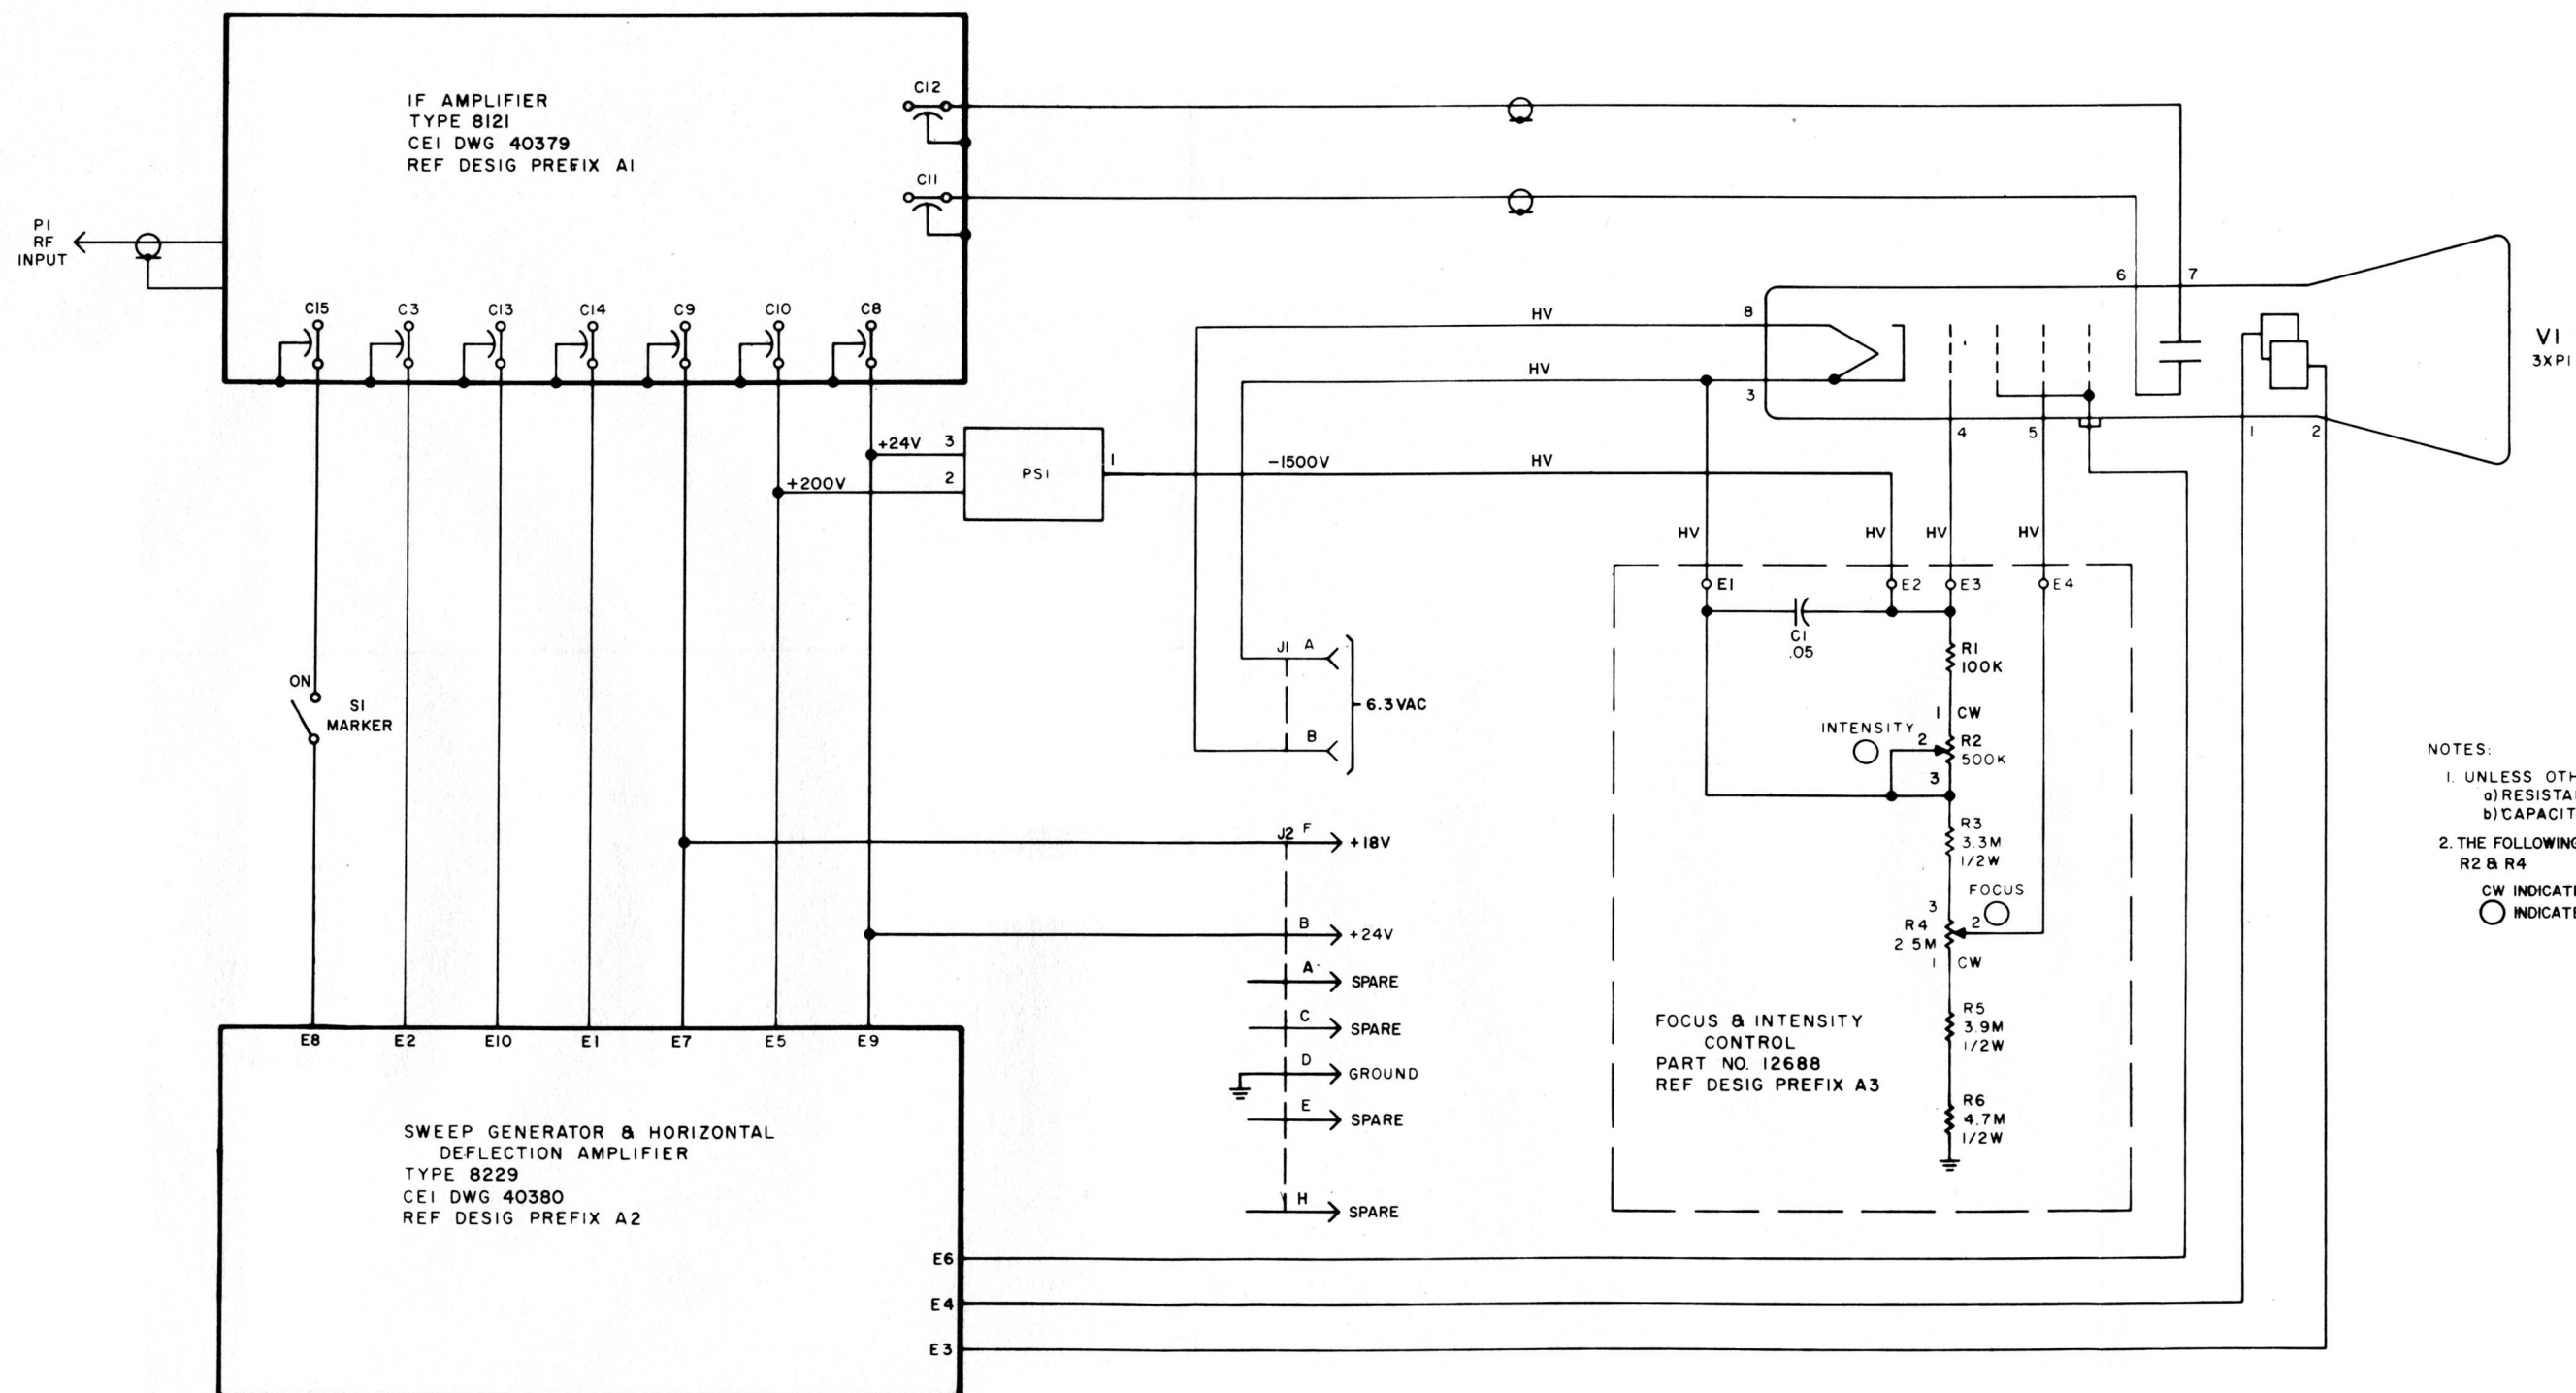 IF AMPLIFIER
TYPE 8121
CEI DWG 40379
REF DESIG PREFIX A1
C12
C11
P1
RF
INPUT
C15
C3
C13
C14
C9
C10
C8
+24V
3
+200V
2
PS1
1
-1500V
HV
HV
HV
8
3
6
7
4
5
1
2
V1
3XP1
HV
HV
HV
HV
E1
E2
E3
E4
C1
.05
R1
100K
1
CW
INTENSITY
2
R2
500K
3
R3
3.3M
1/2W
FOCUS
3
R4
2.5M
2
1
CW
R5
3.9M
1/2W
R6
4.7M
1/2W
FOCUS & INTENSITY
CONTROL
PART NO. 12688
REF DESIG PREFIX A3
ON
S1
MARKER
J1
A
B
6.3VAC
J2
F
+18V
B
+24V
A
SPARE
C
SPARE
D
GROUND
E
SPARE
H
SPARE
E8
E2
E10
E1
E7
E5
E9
SWEEP GENERATOR & HORIZONTAL
DEFLECTION AMPLIFIER
TYPE 8229
CEI DWG 40380
REF DESIG PREFIX A2
E6
E4
E3
NOTES:
1. UNLESS OTH
a) RESISTA
b) CAPACIT
2. THE FOLLOWING
R2 & R4
CW INDICATE
INDICATE